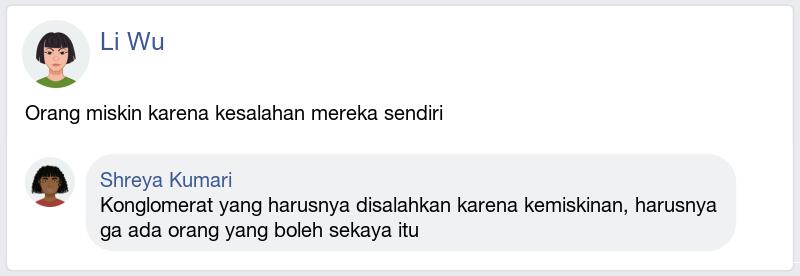 Li Wu
Orang miskin karena kesalahan mereka sendiri
Shreya Kumari
Konglomerat yang harusnya disalahkan karena kemiskinan, harusnya
ga ada orang yang boleh sekaya itu